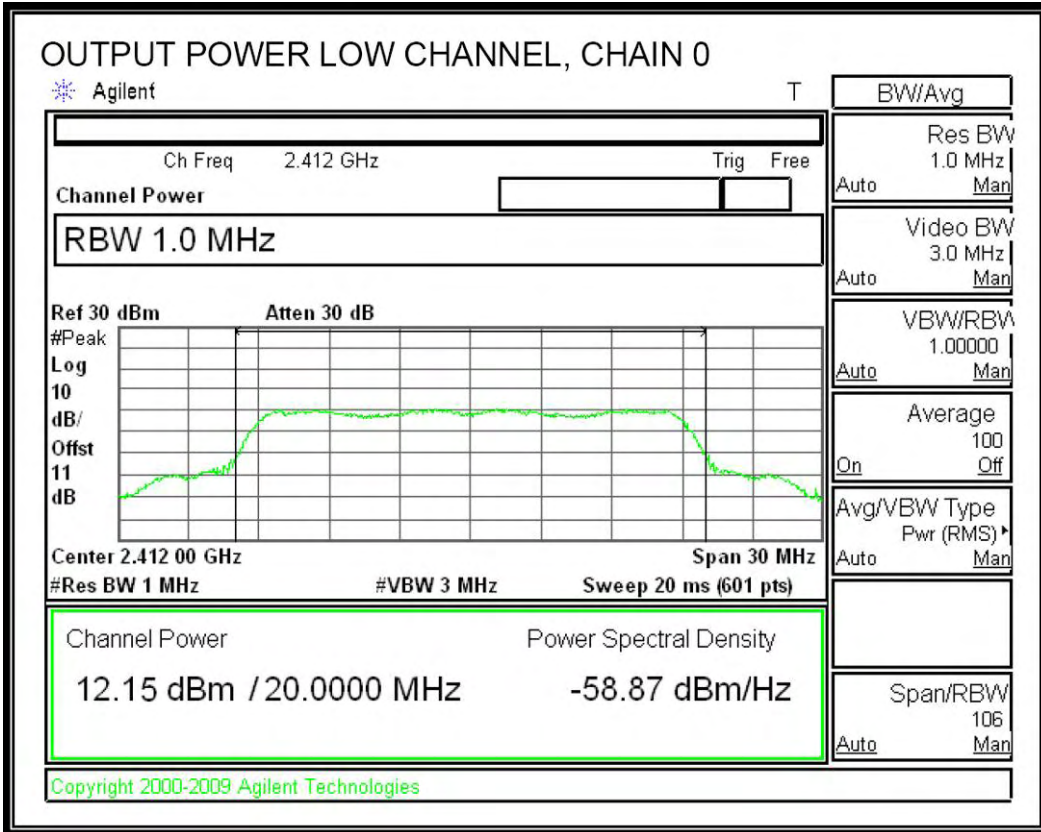 OUTPUT POWER LOW CHANNEL, CHAIN 0
Agilent T
BW/Avg
Ch Freq 2.412 GHz Trig Free
Channel Power
RBW 1.0 MHz
Ref 30 dBm Atten 30 dB
#Peak
Log
10
dB/
Offst
11
dB
Center 2.412 00 GHz Span 30 MHz
#Res BW 1 MHz #VBW 3 MHz Sweep 20 ms (601 pts)
Channel Power Power Spectral Density
12.15 dBm / 20.0000 MHz -58.87 dBm/Hz
Copyright 2000-2009 Agilent Technologies
Res BW
1.0 MHz
Auto Man
Video BW
3.0 MHz
Auto Man
VBW/RBW
1.00000
Auto Man
Average
100
On Off
Avg/VBW Type
Pwr (RMS)
Auto Man
Span/RBW
106
Auto Man